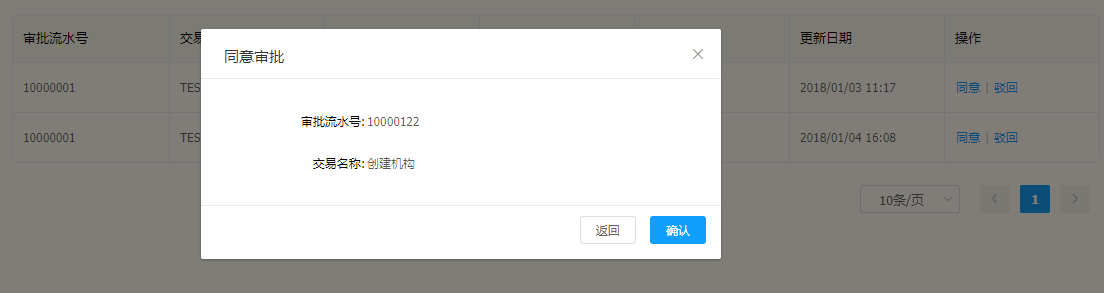 审批流水号 交易 更新日期 操作
同意审批
10000001 TES 2018/01/03 11:17 同意 | 驳回
审批流水号: 10000122
10000001 TES 2018/01/04 16:08 同意 | 驳回
交易名称: 创建机构
10条/页 1
返回 确认